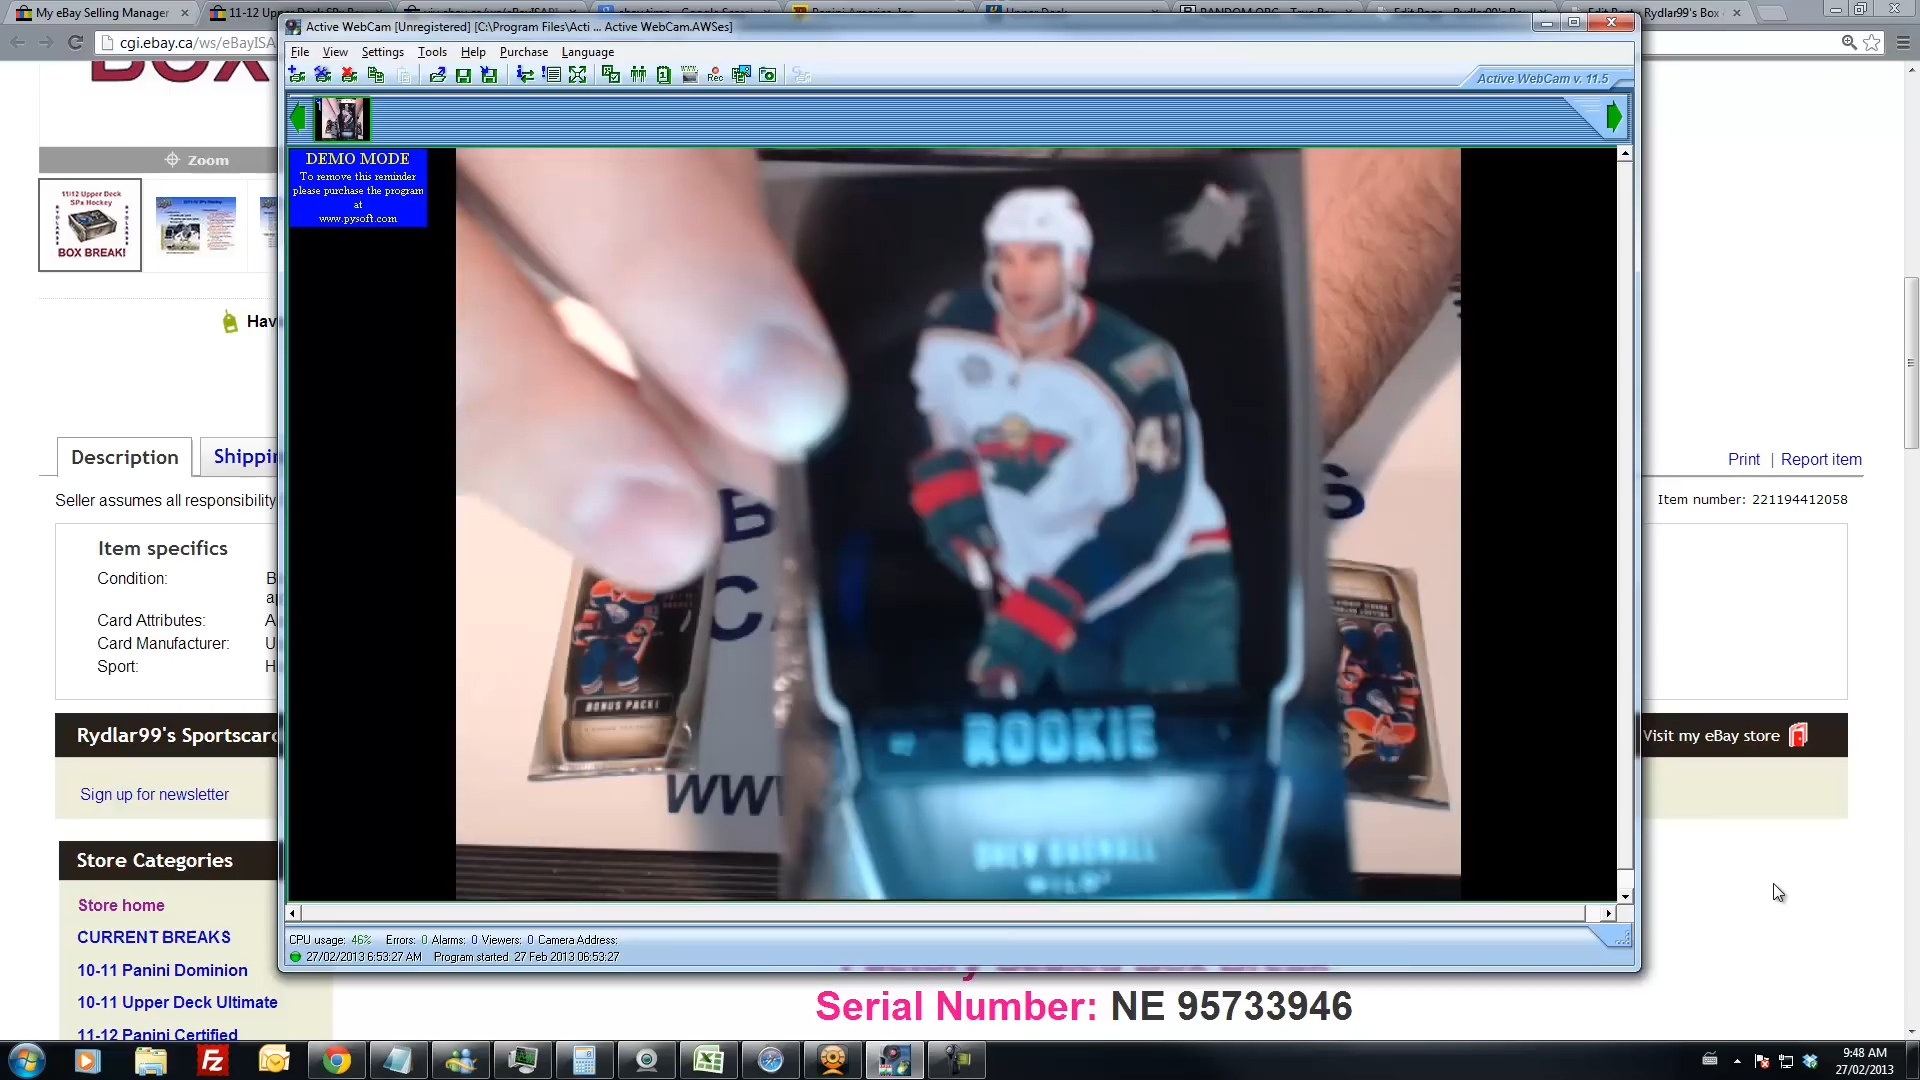 My eBay Selling Manager
cgi.ebay.ca/ws/eBayISA
BOX
Zoom
11/12 Upper Deck
SPx Hockey
BOX BREAK!
Hav
Description
Shippin
Print | Report item
Seller assumes all responsibility
Item number: 221194412058
Item specifics
Condition:
Card Attributes:
Card Manufacturer:
Sport:
Rydlar99's Sportscard
Visit my eBay store
Sign up for newsletter
Store Categories
Store home
CURRENT BREAKS
10-11 Panini Dominion
10-11 Upper Deck Ultimate
11-12 Panini Certified
Active WebCam [Unregistered] [C:\Program Files\Acti ... Active WebCam.AWSes]
File View Settings Tools Help Purchase Language
Rec
Active WebCam v. 11.5
DEMO MODE
To remove this reminder
please purchase the program
at
www.pysoft.com
ROOKIE
WILD
BONUS PACK!
WWW
CPU usage: 46% Errors: 0 Alarms: 0 Viewers: 0 Camera Address:
27/02/2013 6:53:27 AM Program started 27 Feb 2013 06:53:27
Serial Number: NE 95733946
9:48 AM
27/02/2013